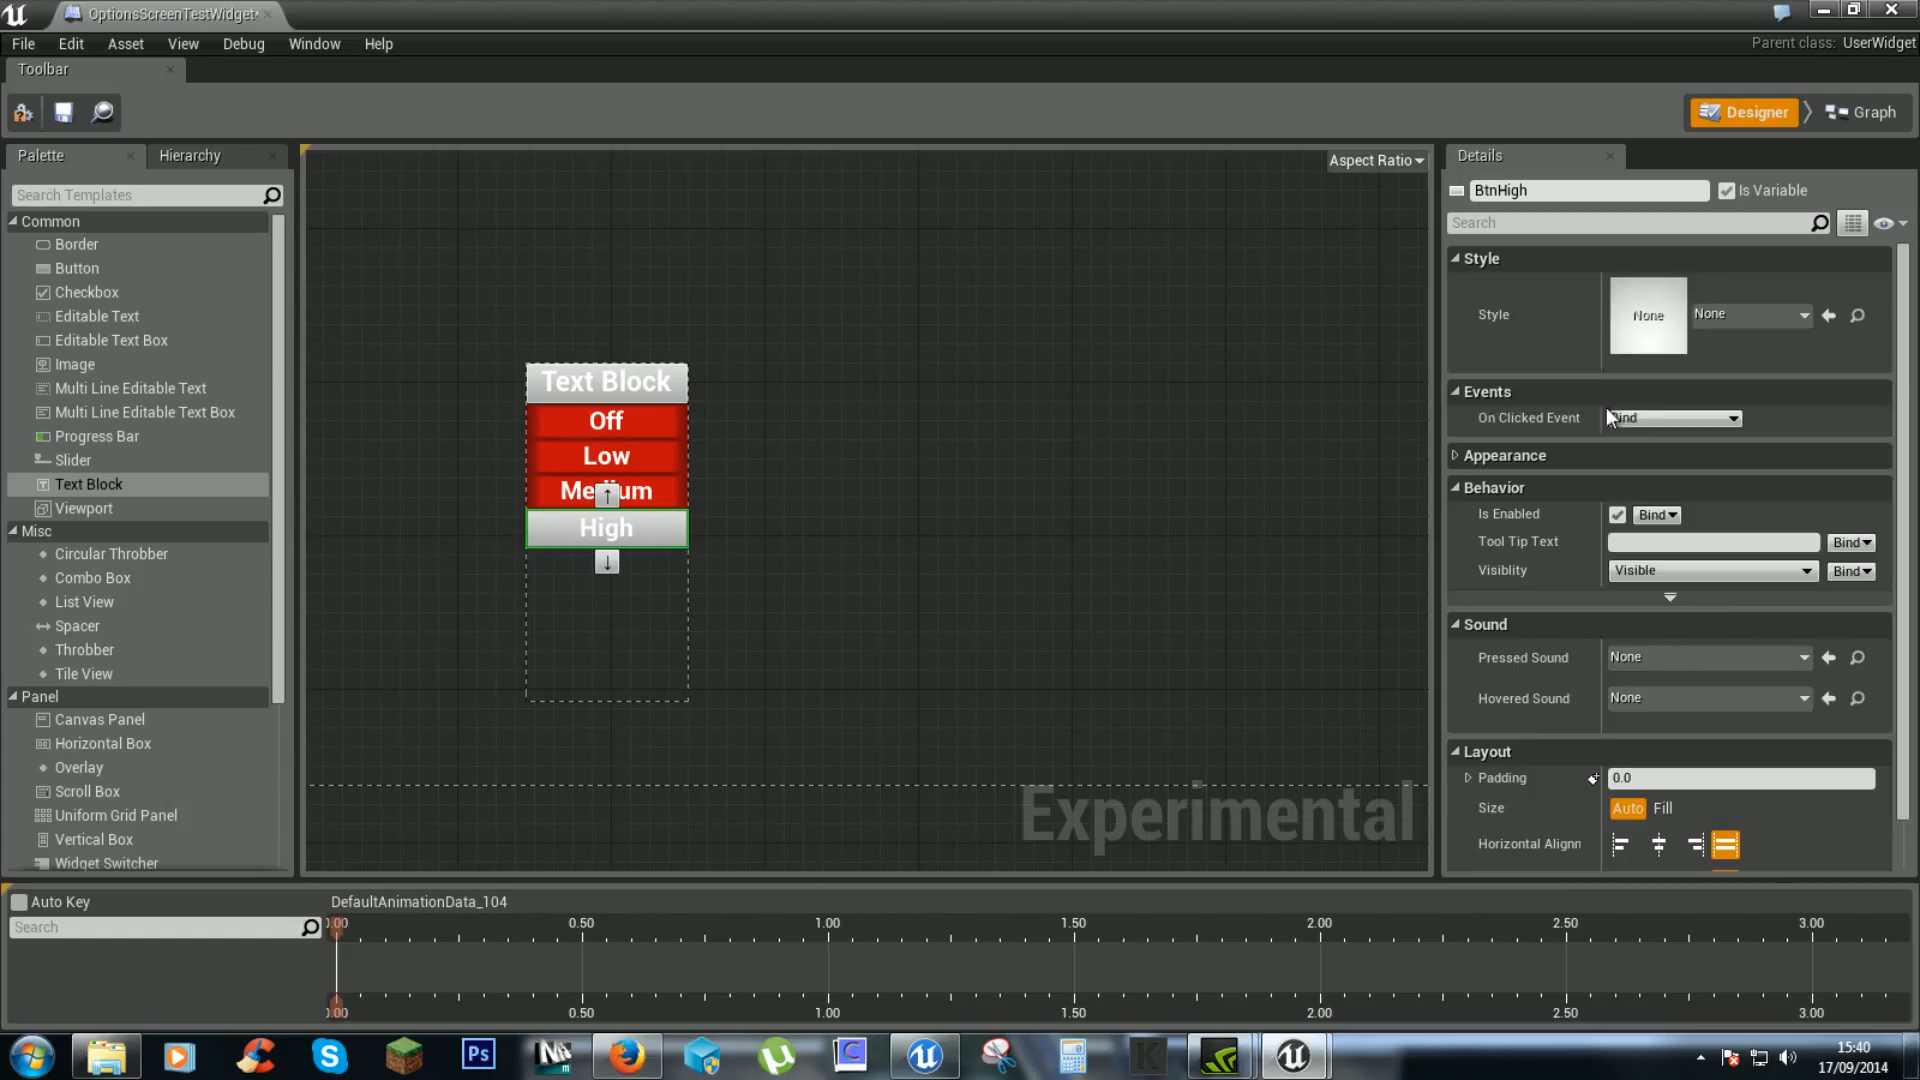 OptionsScreenTestWidget*
File Edit Asset View Debug Window Help
Parent class: UserWidget
Toolbar
Designer
Graph
Palette
Hierarchy
Search Templates
Common
Border
Button
Checkbox
Editable Text
Editable Text Box
Image
Multi Line Editable Text
Multi Line Editable Text Box
Progress Bar
Slider
Text Block
Viewport
Misc
Circular Throbber
Combo Box
List View
Spacer
Throbber
Tile View
Panel
Canvas Panel
Horizontal Box
Overlay
Scroll Box
Uniform Grid Panel
Vertical Box
Widget Switcher
Aspect Ratio
Text Block
Off
Low
Medium
High
Experimental
Details
BtnHigh
Is Variable
Search
Style
Style
None
None
Events
On Clicked Event
Bind
Appearance
Behavior
Is Enabled
Bind
Tool Tip Text
Bind
Visiblity
Visible
Bind
Sound
Pressed Sound
None
Hovered Sound
None
Layout
Padding
0.0
Size
Auto Fill
Horizontal Alignn
Auto Key
DefaultAnimationData_104
Search
0.00 0.50 1.00 1.50 2.00 2.50 3.00
0.00 0.50 1.00 1.50 2.00 2.50 3.00
Ps
15:40
17/09/2014